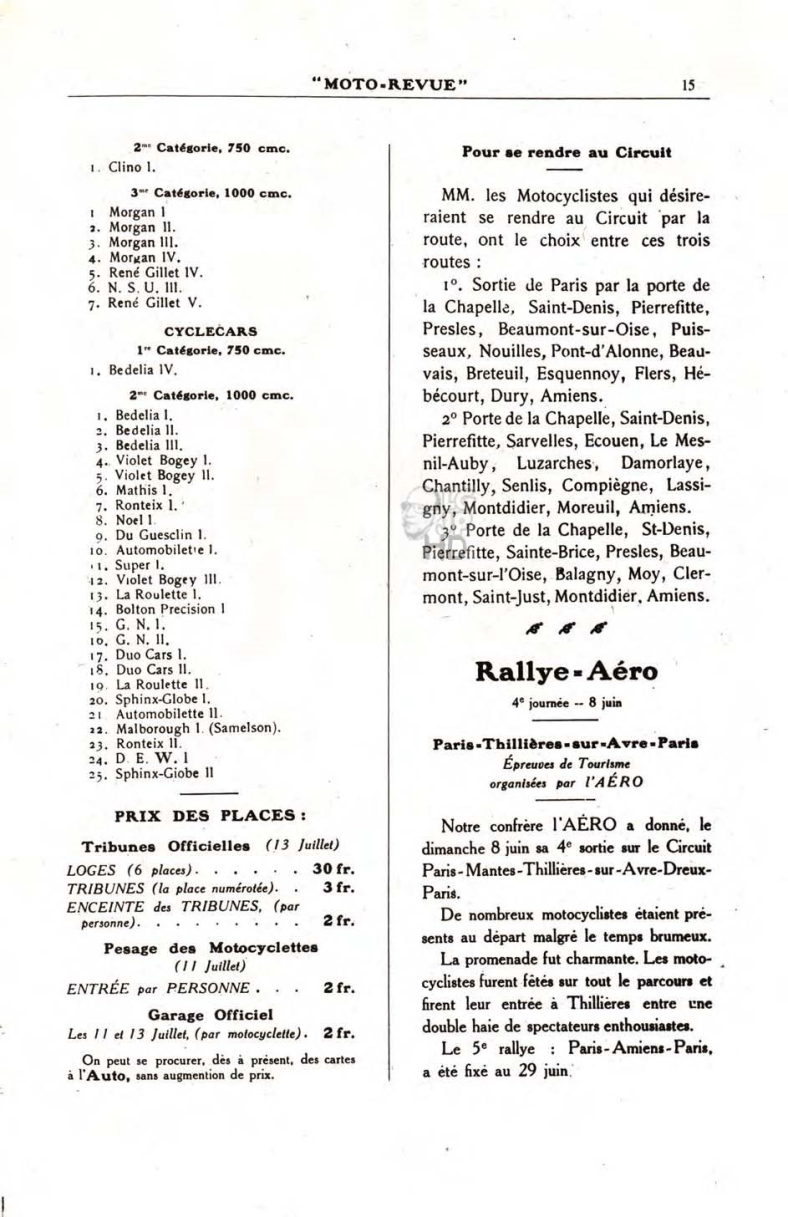 "MOTO-REVUE" 15
2me Catégorie, 750 cmc.
1. Clino I.
3me Catégorie, 1000 cmc.
1 Morgan I
2. Morgan II.
3. Morgan III.
4. Morgan IV.
5. René Gillet IV.
6. N. S. U. III.
7. René Gillet V.
CYCLECARS
1re Catégorie, 750 cmc.
1. Bedelia IV.
2me Catégorie, 1000 cmc.
1. Bedelia I.
2. Bedelia II.
3. Bedelia III.
4. Violet Bogey I.
5. Violet Bogey II.
6. Mathis I.
7. Ronteix I.
8. Noel I
9. Du Guesclin I.
10. Automobilette I.
11. Super I.
12. Violet Bogey III.
13. La Roulette I.
14. Bolton Precision I
15. G. N. I.
16. G. N. II.
17. Duo Cars I.
18. Duo Cars II.
19. La Roulette II.
20. Sphinx-Globe I.
21 Automobilette II.
22. Malborough I. (Samelson).
23. Ronteix II.
24. D. E. W. I
25. Sphinx-Globe II
PRIX DES PLACES :
Tribunes Officielles (13 Juillet)
LOGES (6 places). . . . . . 30 fr.
TRIBUNES (la place numérotée). . 3 fr.
ENCEINTE des TRIBUNES, (par
personne). . . . . . . . . 2 fr.
Pesage des Motocyclettes
(11 Juillet)
ENTRÉE par PERSONNE . . . 2 fr.
Garage Officiel
Les 11 et 13 Juillet, (par motocyclette). 2 fr.
On peut se procurer, dès à présent, des cartes
à l'Auto, sans augmention de prix.
Pour se rendre au Circuit
MM. les Motocyclistes qui désire-
raient se rendre au Circuit par la
route, ont le choix entre ces trois
routes :
1º. Sortie de Paris par la porte de
la Chapelle, Saint-Denis, Pierrefitte,
Presles, Beaumont-sur-Oise, Puis-
seaux, Nouilles, Pont-d'Alonne, Beau-
vais, Breteuil, Esquennoy, Flers, Hé-
bécourt, Dury, Amiens.
2º Porte de la Chapelle, Saint-Denis,
Pierrefitte, Sarvelles, Ecouen, Le Mes-
nil-Auby, Luzarches, Damorlaye,
Chantilly, Senlis, Compiègne, Lassi-
gny, Montdidier, Moreuil, Amiens.
3º Porte de la Chapelle, St-Denis,
Pierrefitte, Sainte-Brice, Presles, Beau-
mont-sur-l'Oise, Balagny, Moy, Cler-
mont, Saint-Just, Montdidier, Amiens.
Rallye-Aéro
4e journée -- 8 juin
Paris-Thillières-sur-Avre-Paris
Épreuves de Tourisme
organisées par l'AÉRO
Notre confrère l'AÉRO a donné, le
dimanche 8 juin sa 4e sortie sur le Circuit
Paris-Mantes-Thillières-sur-Avre-Dreux-
Paris.
De nombreux motocyclistes étaient pré-
sents au départ malgré le temps brumeux.
La promenade fut charmante. Les moto-
cyclistes furent fêtés sur tout le parcours et
firent leur entrée à Thillières entre une
double haie de spectateurs enthousiastes.
Le 5e rallye : Paris-Amiens-Paris,
a été fixé au 29 juin.